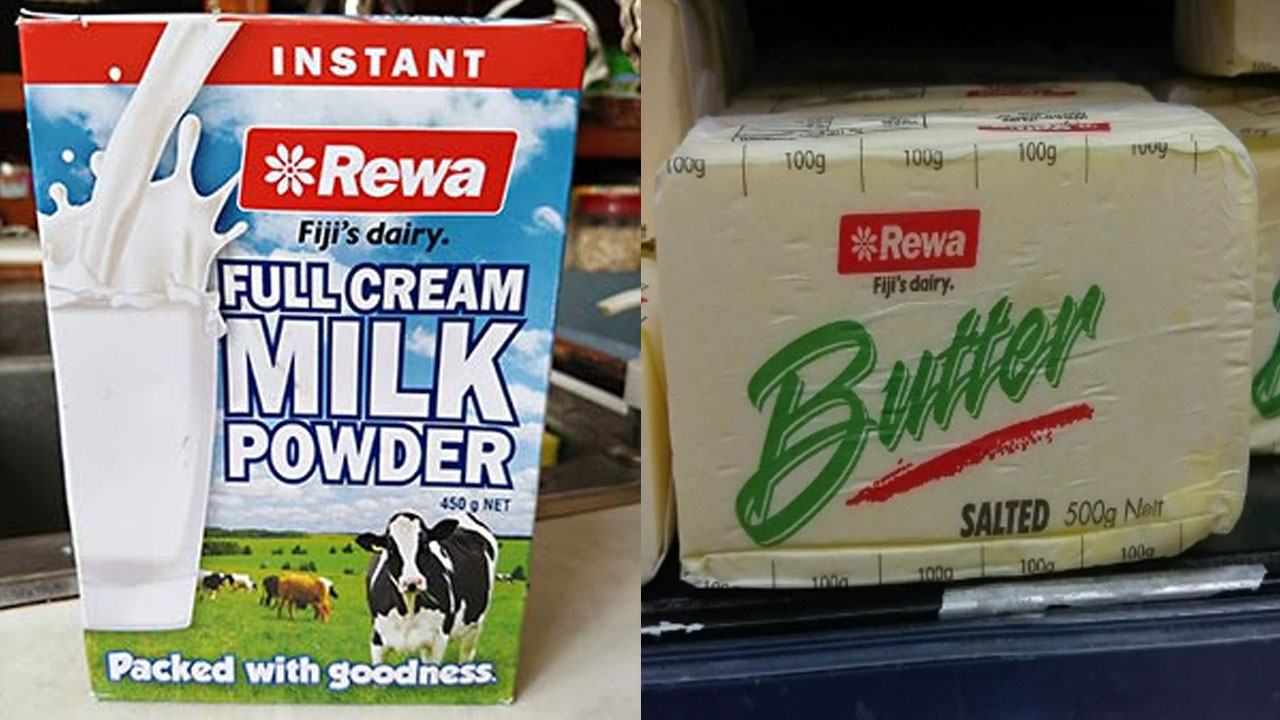 INSTANT
Rewa
Fiji's dairy.
FULL CREAM
MILK
POWDER
450 g NET
Packed with goodness.
100g 100g 100g 100g 100g
Rewa
Fiji's dairy.
Butter
SALTED 500g Nett
100g 100g 100g 100g